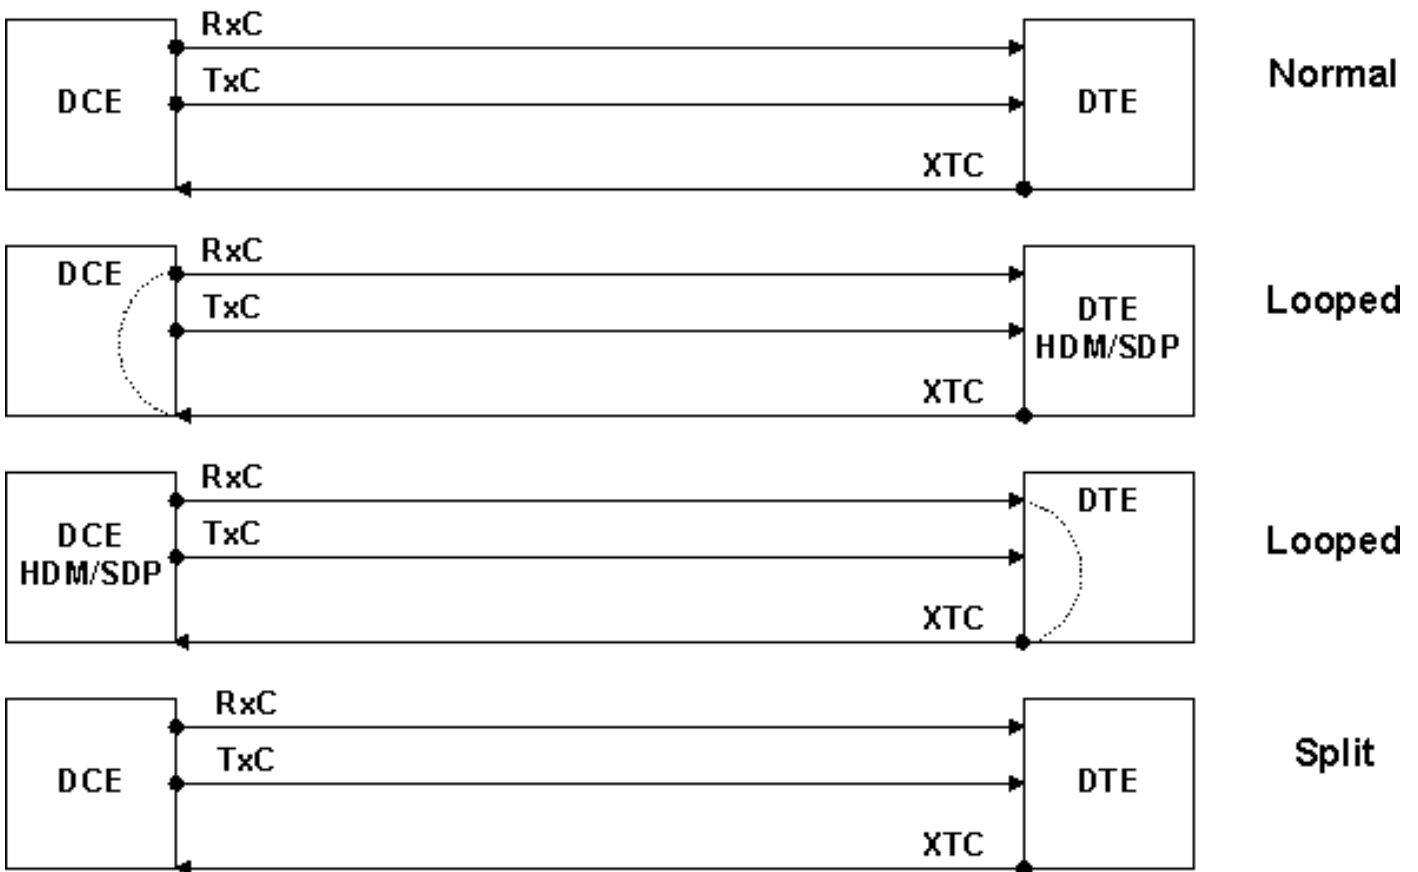 RxC
TxC
DCE
DTE
XTC
Normal
RxC
DCE
TxC
DTE
HDM/SDP
XTC
Looped
RxC
DTE
TxC
DCE
HDM/SDP
XTC
Looped
RxC
TxC
DCE
DTE
XTC
Split